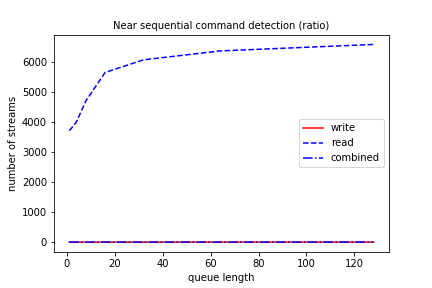 Near sequential command detection (ratio)
number of streams
6000
5000
4000
3000
2000
1000
0
write
read
combined
0 20 40 60 80 100 120
queue length